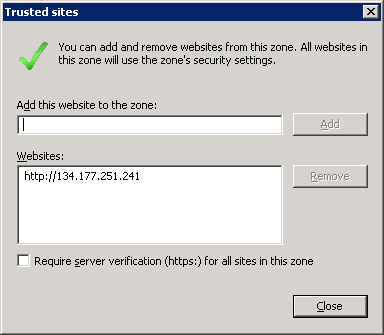 Trusted sites
You can add and remove websites from this zone. All websites in
this zone will use the zone's security settings.
Add this website to the zone:
Add
Websites:
http://134.177.251.241
Remove
Require server verification (https:) for all sites in this zone
Close